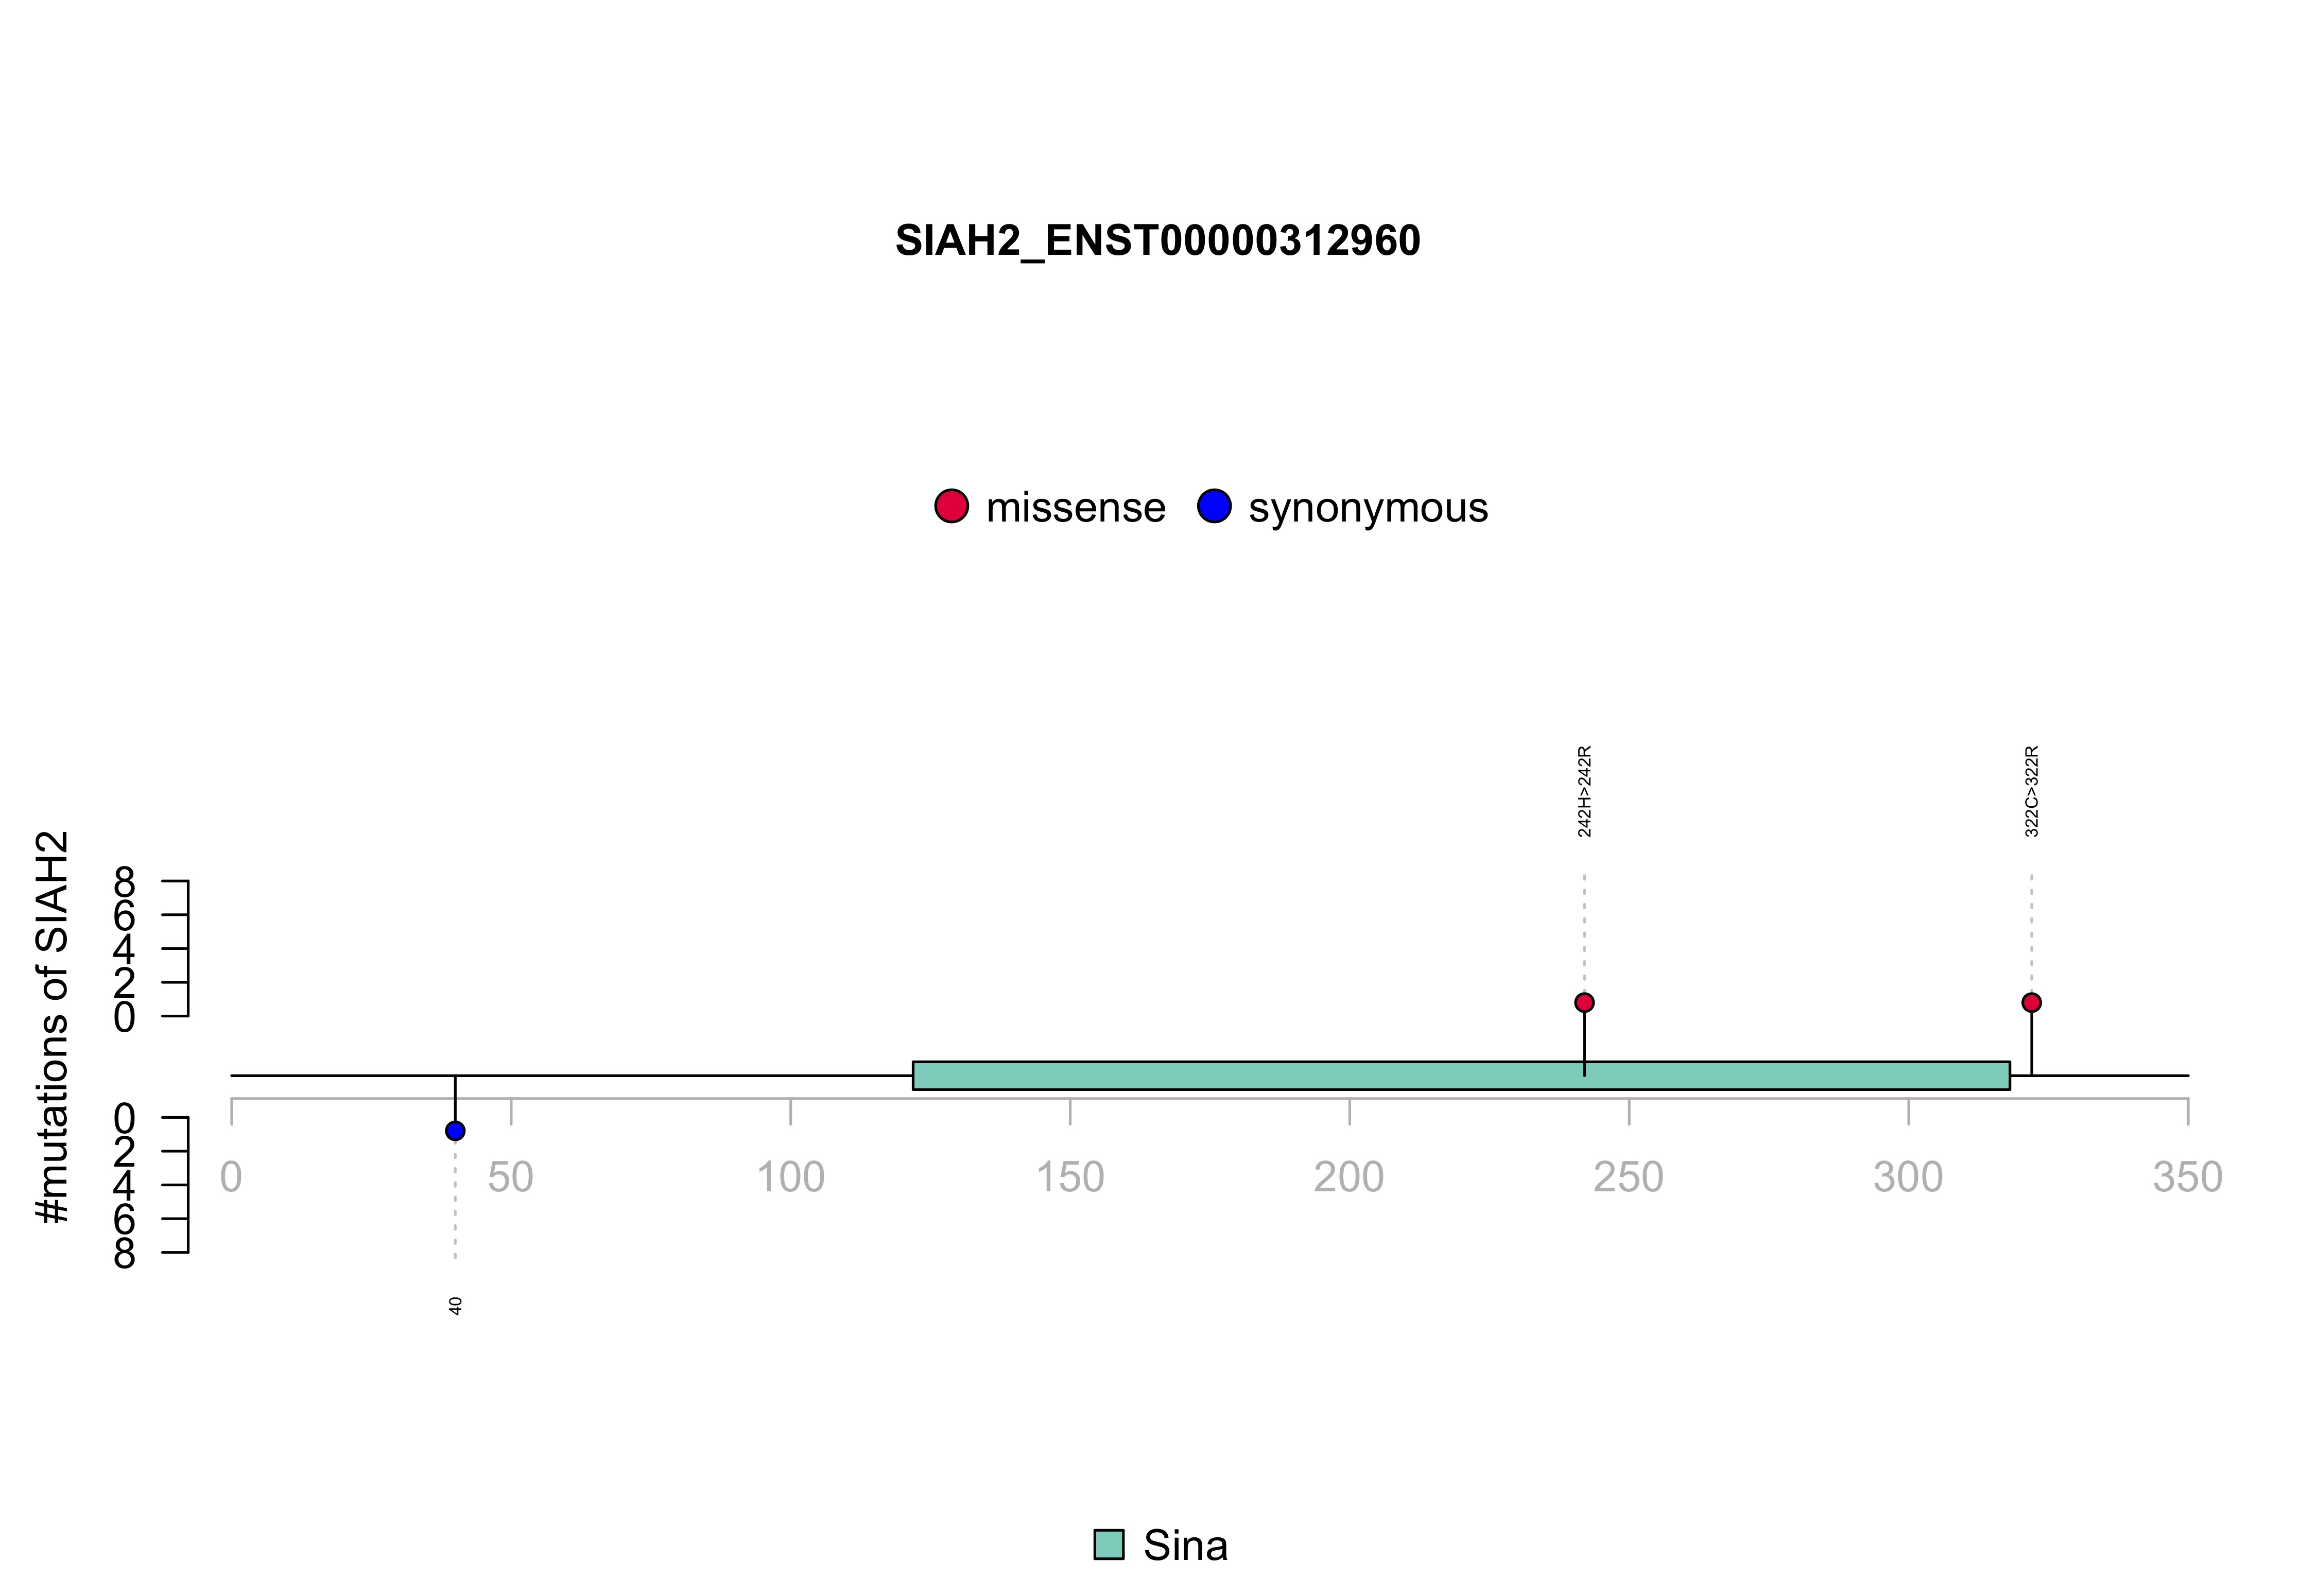 SIAH2_ENST00000312960
missense
synonymous
242H>242R
322C>322R
#mutations of SIAH2
8
6
4
2
0
0
2
4
6
8
0 50 100 150 200 250 300 350
40
Sina